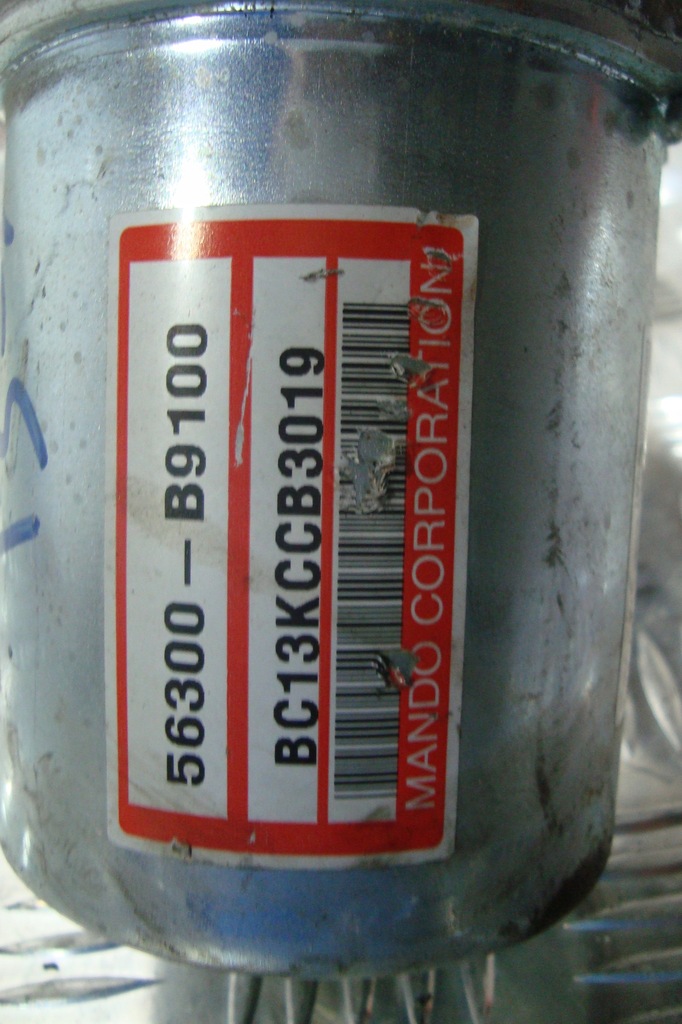 56300 - B9100
BC13KCCB3019
MANDO CORPORATION